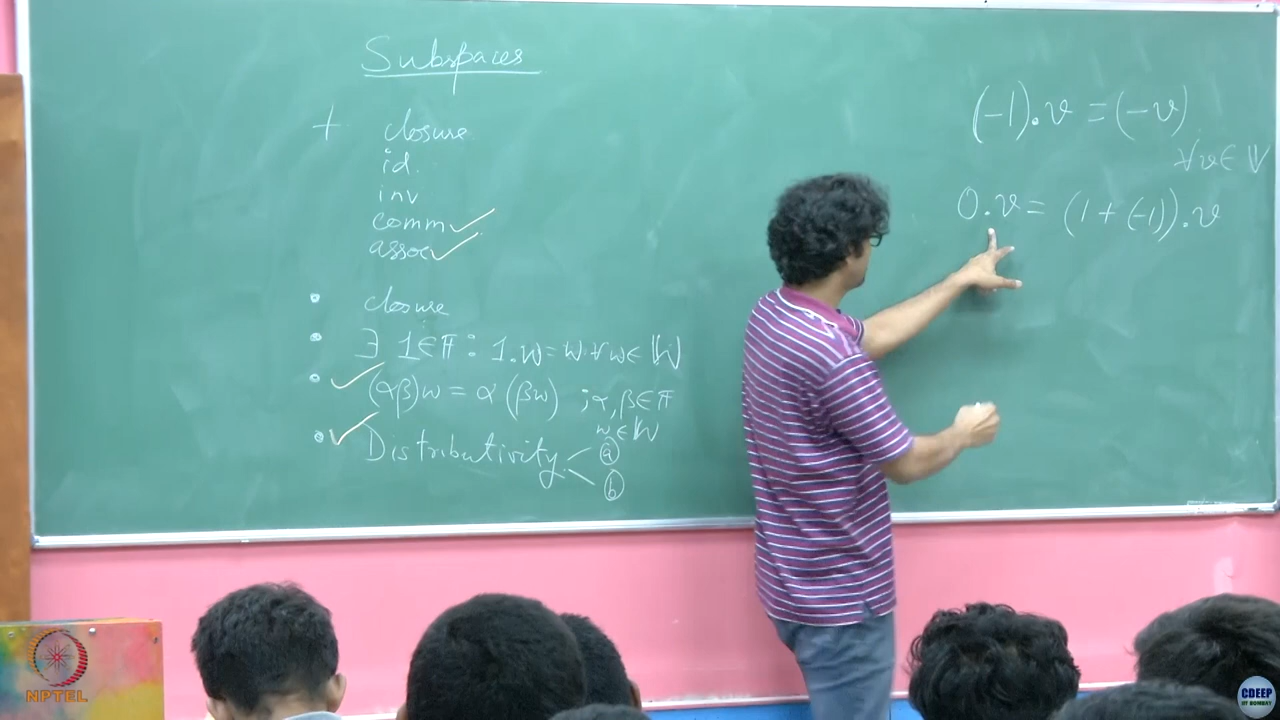 Subspaces
+ closure
id.
inv
comm ✓
assoc ✓
• closure
• ∃ 1 ∈ 𝔽 : 1.w = w ∀ w ∈ 𝕎
• ✓ (αβ)w = α (βw) ; α, β ∈ 𝔽
w ∈ 𝕎
• ✓ Distributivity < ⓐ
ⓑ
(-1).v = (-v)
∀ v ∈ 𝕍
0.v = (1 + (-1)).v
NPTEL
CDEEP
IIT BOMBAY